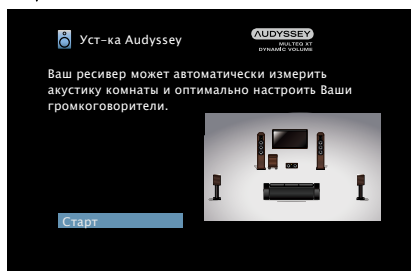 Уст-ка Audyssey
AUDYSSEY
MULTEQ XT
DYNAMIC VOLUME
Ваш ресивер может автоматически измерить
акустику комнаты и оптимально настроить Ваши
громкоговорители.
Старт